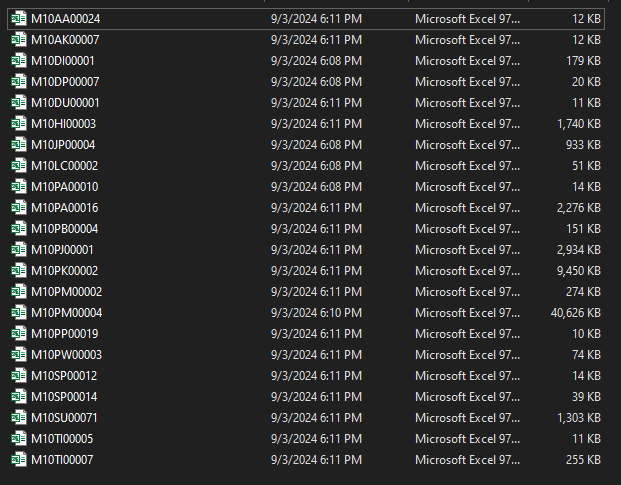 M10AA00024 9/3/2024 6:11 PM Microsoft Excel 97... 12 KB
M10AK00007 9/3/2024 6:11 PM Microsoft Excel 97... 12 KB
M10DI00001 9/3/2024 6:08 PM Microsoft Excel 97... 179 KB
M10DP00007 9/3/2024 6:08 PM Microsoft Excel 97... 20 KB
M10DU00001 9/3/2024 6:11 PM Microsoft Excel 97... 11 KB
M10HI00003 9/3/2024 6:11 PM Microsoft Excel 97... 1,740 KB
M10JP00004 9/3/2024 6:08 PM Microsoft Excel 97... 933 KB
M10LC00002 9/3/2024 6:08 PM Microsoft Excel 97... 51 KB
M10PA00010 9/3/2024 6:08 PM Microsoft Excel 97... 14 KB
M10PA00016 9/3/2024 6:11 PM Microsoft Excel 97... 2,276 KB
M10PB00004 9/3/2024 6:11 PM Microsoft Excel 97... 151 KB
M10PJ00001 9/3/2024 6:11 PM Microsoft Excel 97... 2,934 KB
M10PK00002 9/3/2024 6:11 PM Microsoft Excel 97... 9,450 KB
M10PM00002 9/3/2024 6:11 PM Microsoft Excel 97... 274 KB
M10PM00004 9/3/2024 6:10 PM Microsoft Excel 97... 40,626 KB
M10PP00019 9/3/2024 6:11 PM Microsoft Excel 97... 10 KB
M10PW00003 9/3/2024 6:11 PM Microsoft Excel 97... 74 KB
M10SP00012 9/3/2024 6:11 PM Microsoft Excel 97... 14 KB
M10SP00014 9/3/2024 6:11 PM Microsoft Excel 97... 39 KB
M10SU00071 9/3/2024 6:11 PM Microsoft Excel 97... 1,303 KB
M10TI00005 9/3/2024 6:11 PM Microsoft Excel 97... 11 KB
M10TI00007 9/3/2024 6:11 PM Microsoft Excel 97... 255 KB